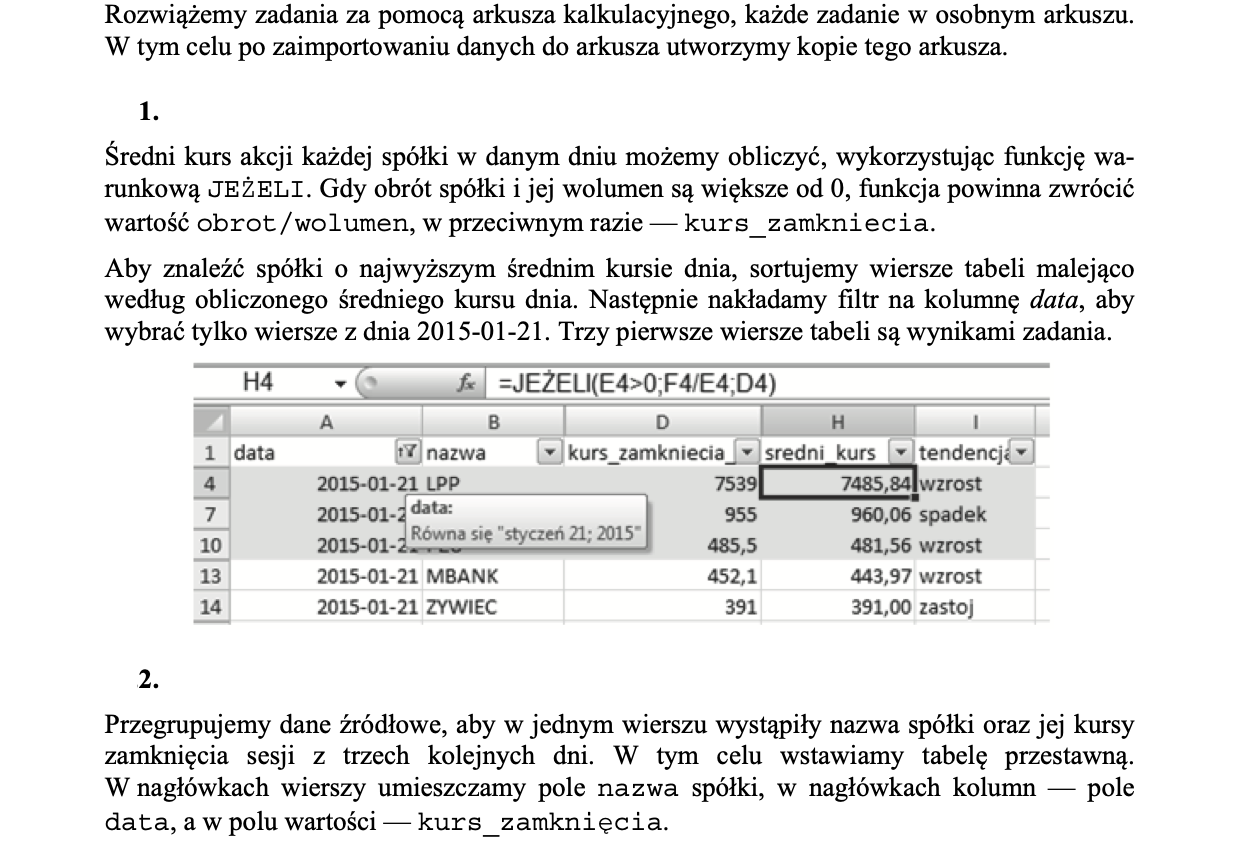 Rozwiążemy zadania za pomocą arkusza kalkulacyjnego, każde zadanie w osobnym arkuszu.
W tym celu po zaimportowaniu danych do arkusza utworzymy kopie tego arkusza.
1.
Średni kurs akcji każdej spółki w danym dniu możemy obliczyć, wykorzystując funkcję wa-
runkową JEŻELI. Gdy obrót spółki i jej wolumen są większe od 0, funkcja powinna zwrócić
wartość obrot/wolumen, w przeciwnym razie — kurs_zamkniecia.
Aby znaleźć spółki o najwyższym średnim kursie dnia, sortujemy wiersze tabeli malejąco
według obliczonego średniego kursu dnia. Następnie nakładamy filtr na kolumnę data, aby
wybrać tylko wiersze z dnia 2015-01-21. Trzy pierwsze wiersze tabeli są wynikami zadania.
H4 fx =JEŻELI(E4>0;F4/E4;D4)
A B D H I
1 data nazwa kurs_zamkniecia_ sredni_kurs tendencja
4 2015-01-21 LPP 7539 7485,84 wzrost
7 2015-01-2 data: 955 960,06 spadek
Równa się "styczeń 21; 2015"
10 2015-01-2 485,5 481,56 wzrost
13 2015-01-21 MBANK 452,1 443,97 wzrost
14 2015-01-21 ZYWIEC 391 391,00 zastoj
2.
Przegrupujemy dane źródłowe, aby w jednym wierszu wystąpiły nazwa spółki oraz jej kursy
zamknięcia sesji z trzech kolejnych dni. W tym celu wstawiamy tabelę przestawną.
W nagłówkach wierszy umieszczamy pole nazwa spółki, w nagłówkach kolumn — pole
data, a w polu wartości — kurs_zamknięcia.